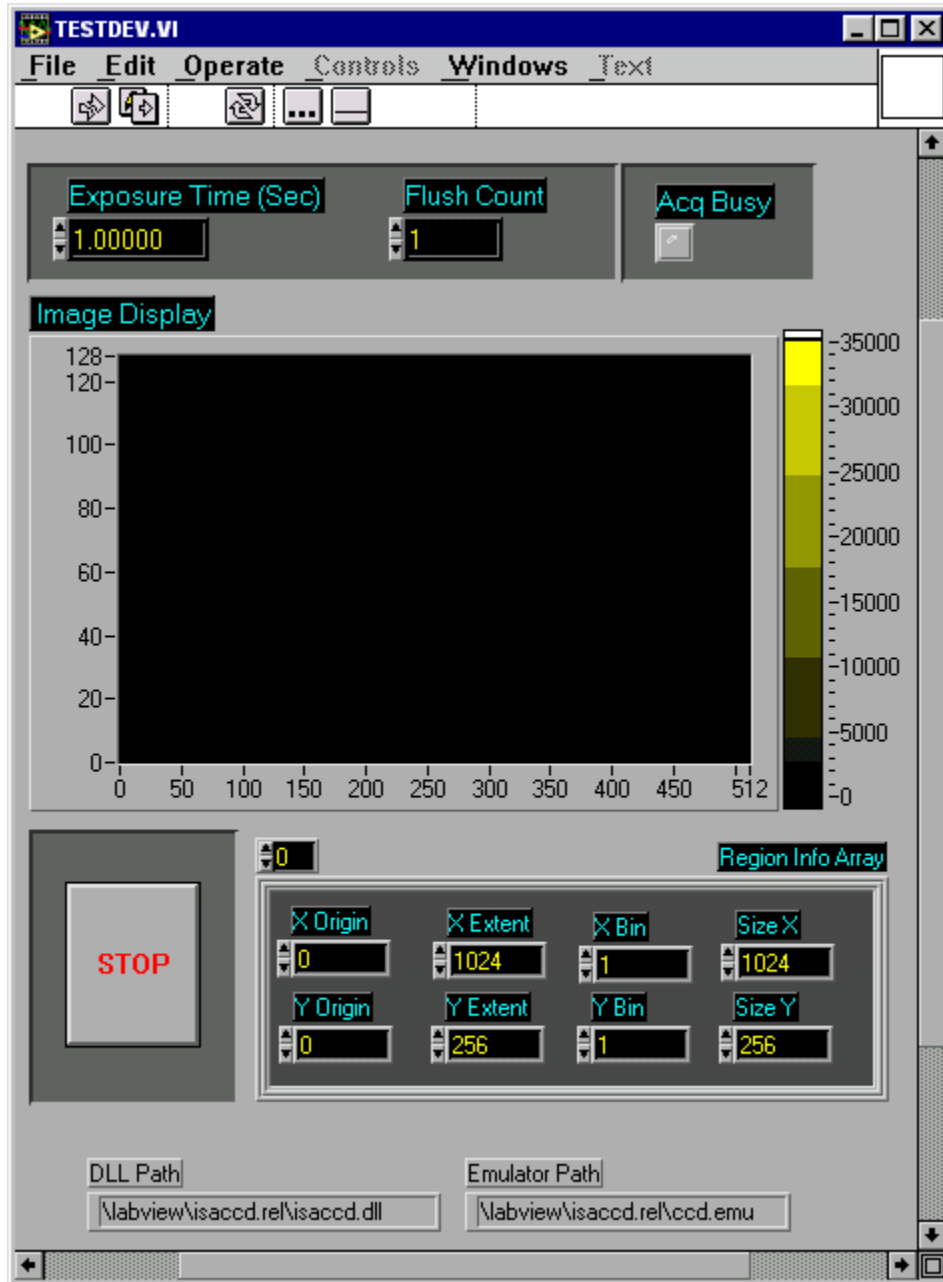 TESTDEV.VI
File Edit Operate Controls Windows Text
...
Exposure Time (Sec) Flush Count Acq Busy
1.00000 1
Image Display
128
120
100
80
60
40
20
0
0 50 100 150 200 250 300 350 400 450 512
35000
30000
25000
20000
15000
10000
5000
0
0 Region Info Array
STOP
X Origin X Extent X Bin Size X
0 1024 1 1024
Y Origin Y Extent Y Bin Size Y
0 256 1 256
DLL Path Emulator Path
\labview\isaccd.rel\isaccd.dll \labview\isaccd.rel\ccd.emu